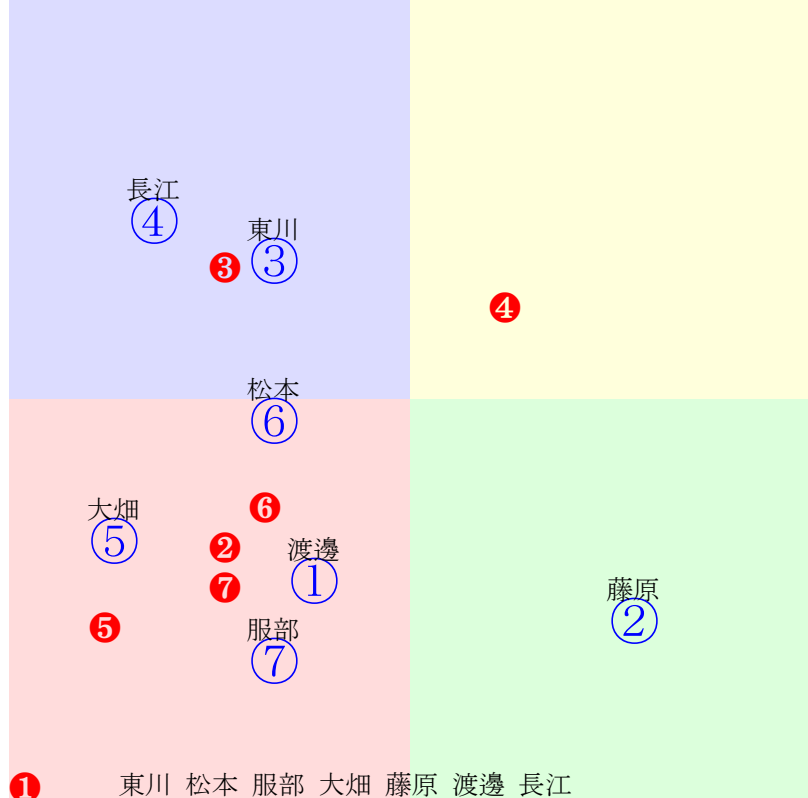 長江
④
東川
③
❸
❹
松本
⑥
❻
大畑
⑤
❷
渡邊
①
❼
藤原
②
❺
服部
⑦
❶ 東川 松本 服部 大畑 藤原 渡邊 長江